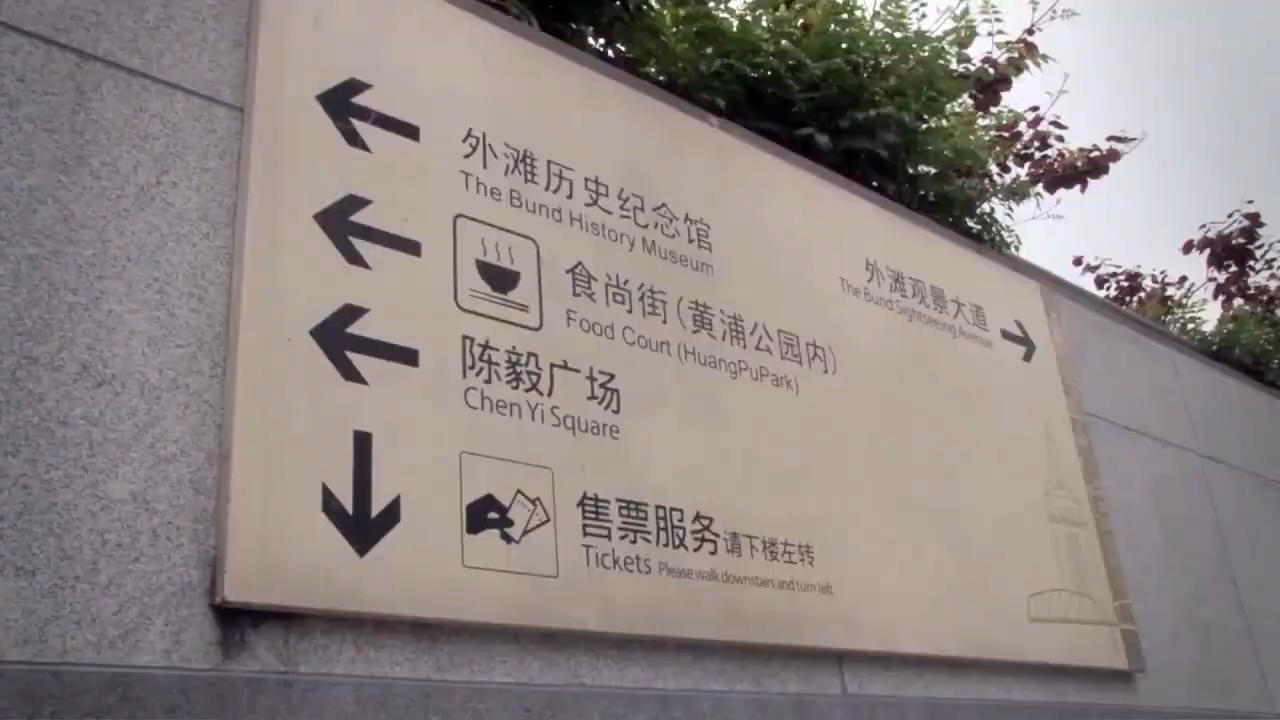 外滩历史纪念馆
The Bund History Museum
食尚街(黄浦公园内)
Food Court (HuangPuPark)
陈毅广场
Chen Yi Square
售票服务请下楼左转
Tickets Please walk downstairs and turn left
外滩观景大道
The Bund Sightseeing Avenue